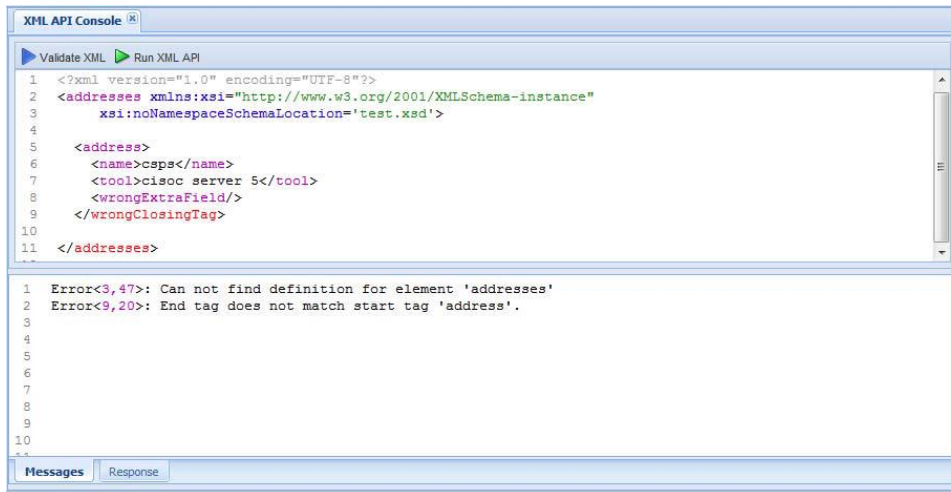 XML API Console
Validate XML Run XML API
1 <?xml version="1.0" encoding="UTF-8"?>
2 <addresses xmlns:xsi="http://www.w3.org/2001/XMLSchema-instance"
3 xsi:noNamespaceSchemaLocation='test.xsd'>
4
5 <address>
6 <name>csps</name>
7 <tool>cisoc server 5</tool>
8 <wrongExtraField/>
9 </wrongClosingTag>
10
11 </addresses>
1 Error<3,47>: Can not find definition for element 'addresses'
2 Error<9,20>: End tag does not match start tag 'address'.
3
4
5
6
7
8
9
10
Messages Response